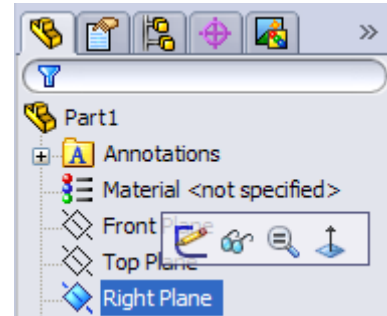 »
Part1
A Annotations
Material <not specified>
Front Plane
Top Plane
Right Plane